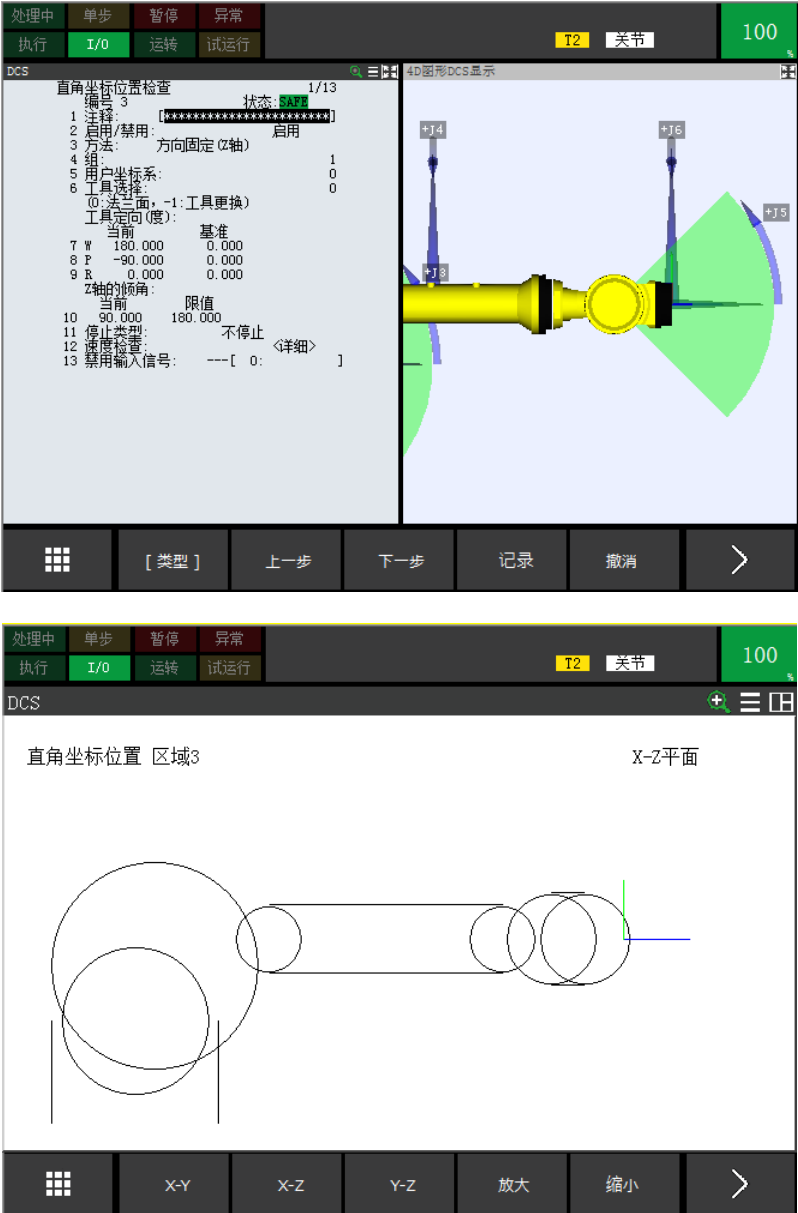 处理中 单步 暂停 异常
执行 I/O 运转 试运行 T2 关节 100 %
DCS
4D图形DCS显示
直角坐标位置检查 1/13
编号 3 状态:SAFE
1 注释: [***********************]
2 启用/禁用: 启用
3 方法: 方向固定(Z轴)
4 组: 1
5 用户坐标系: 0
6 工具选择: 0
(0:法兰面, -1:工具更换)
工具定向(度):
当前 基准
7 W 180.000 0.000
8 P -90.000 0.000
9 R 0.000 0.000
Z轴的倾角:
当前 限值
10 90.000 180.000
11 停止类型: 不停止
12 速度检查: <详细>
13 禁用输入信号: ---[ 0: ]
+J4
+J6
+J5
+J3
[ 类型 ] 上一步 下一步 记录 撤消 >
处理中 单步 暂停 异常
执行 I/O 运转 试运行 T2 关节 100 %
DCS
直角坐标位置 区域3 X-Z平面
X-Y X-Z Y-Z 放大 缩小 >